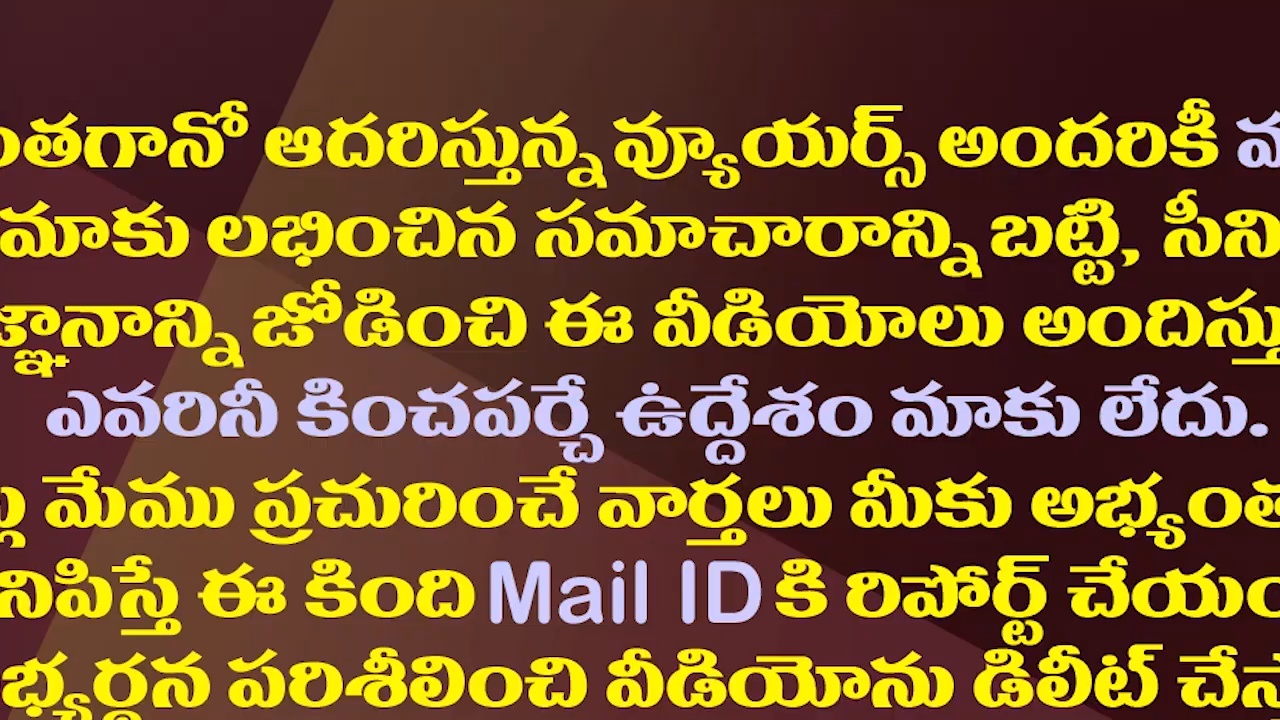 ంతగానో ఆదరిస్తున్న వ్యూయర్స్ అందరికీ
మాకు లభించిన సమాచారాన్ని బట్టి, సీని
జ్ఞానాన్ని జోడించి ఈ వీడియోలు అందిస్తు
ఎవరినీ కించపర్చే ఉద్దేశం మాకు లేదు.
మేము ప్రచురించే వార్తలు మీకు అభ్యంత
నిపిస్తే ఈ కింది Mail ID కి రిపోర్ట్ చేయం
భ్యర్థన పరిశీలించి వీడియోను డిలీట్ చేస